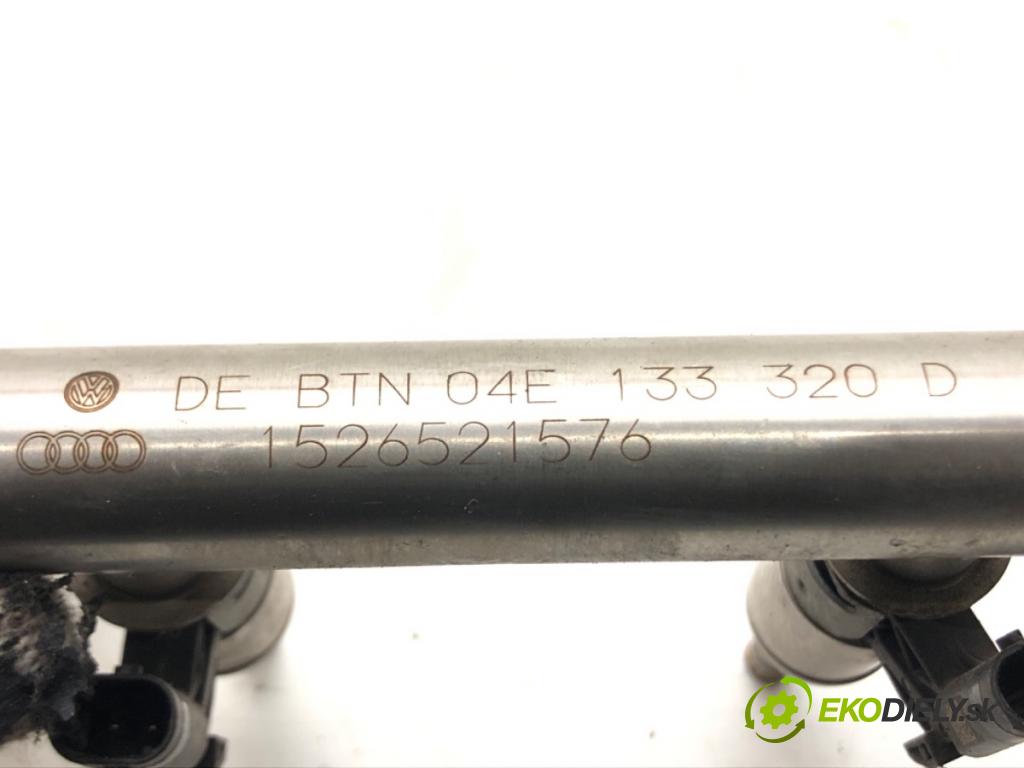 DE BTN 04E 133 320 D
1526521576
EKODIELY.sk